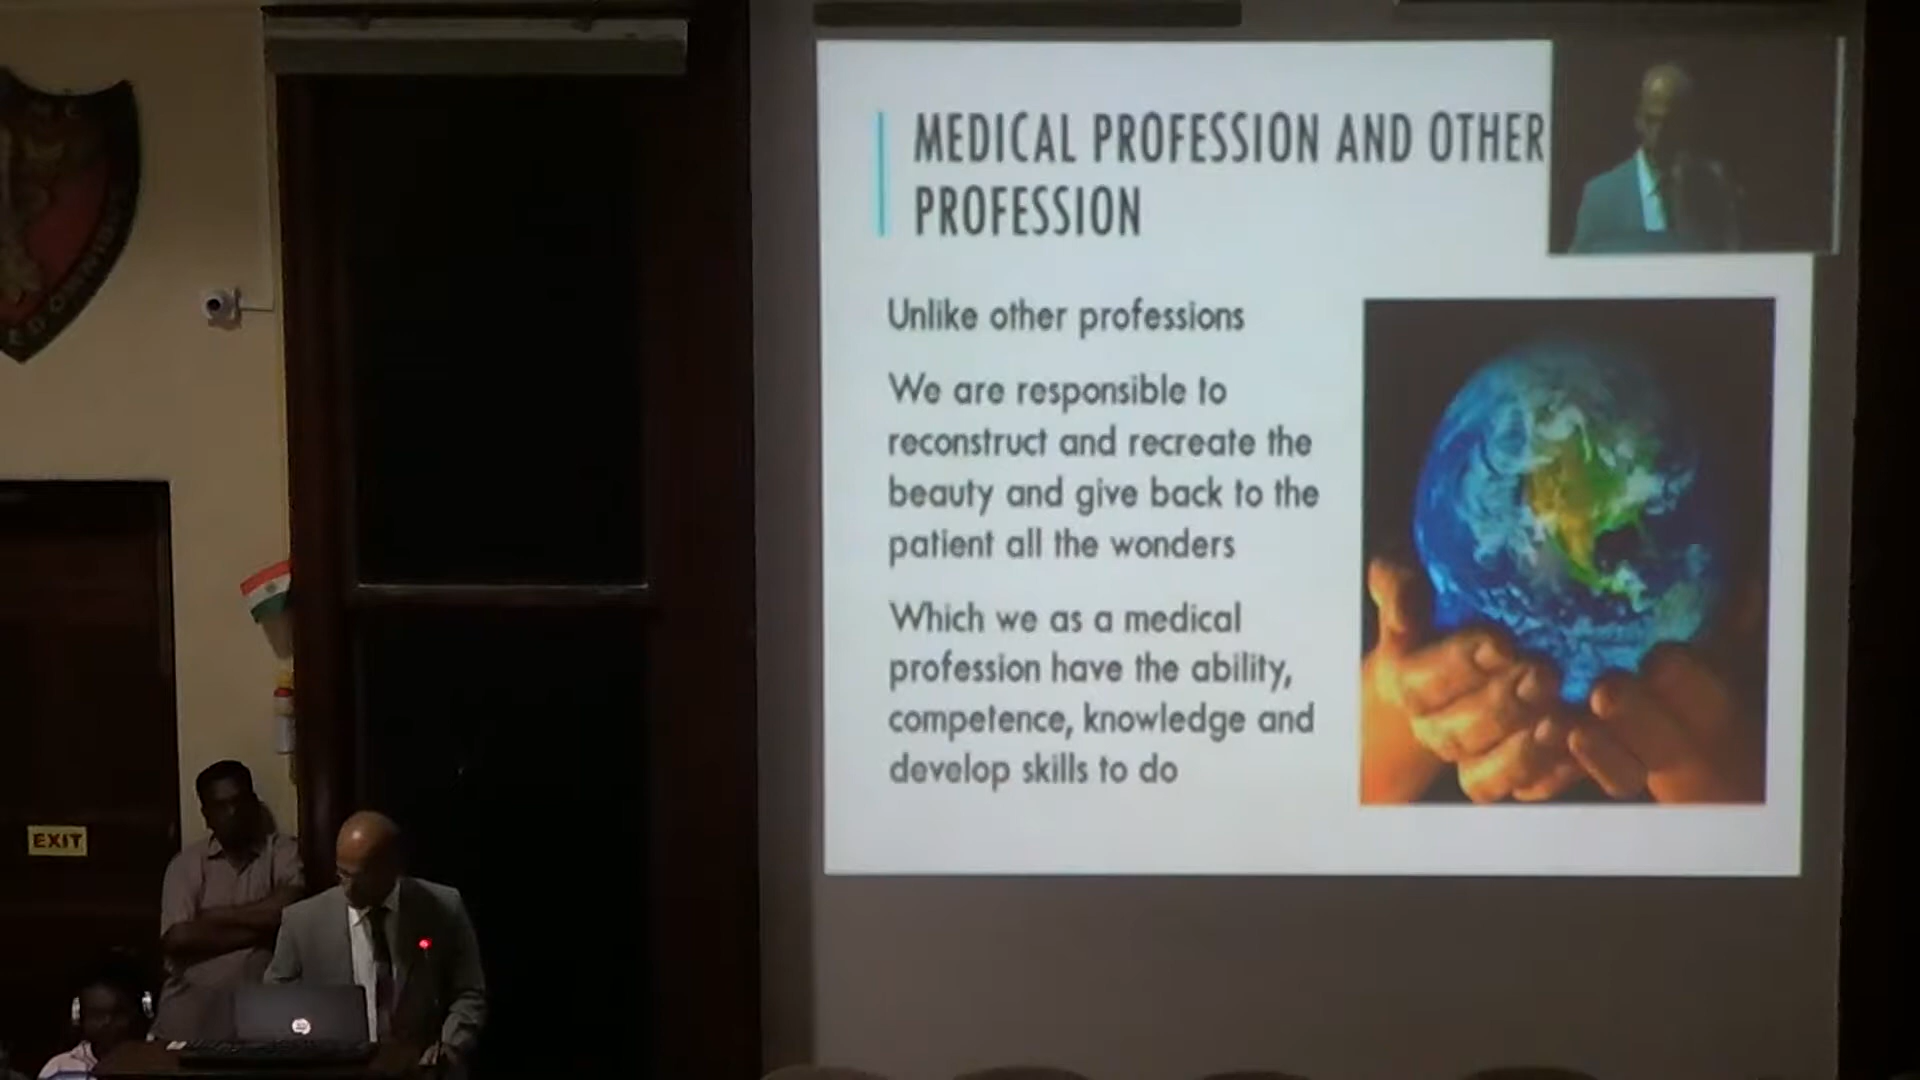 MEDICAL PROFESSION AND OTHER
PROFESSION
Unlike other professions
We are responsible to
reconstruct and recreate the
beauty and give back to the
patient all the wonders
Which we as a medical
profession have the ability,
competence, knowledge and
develop skills to do
EXIT